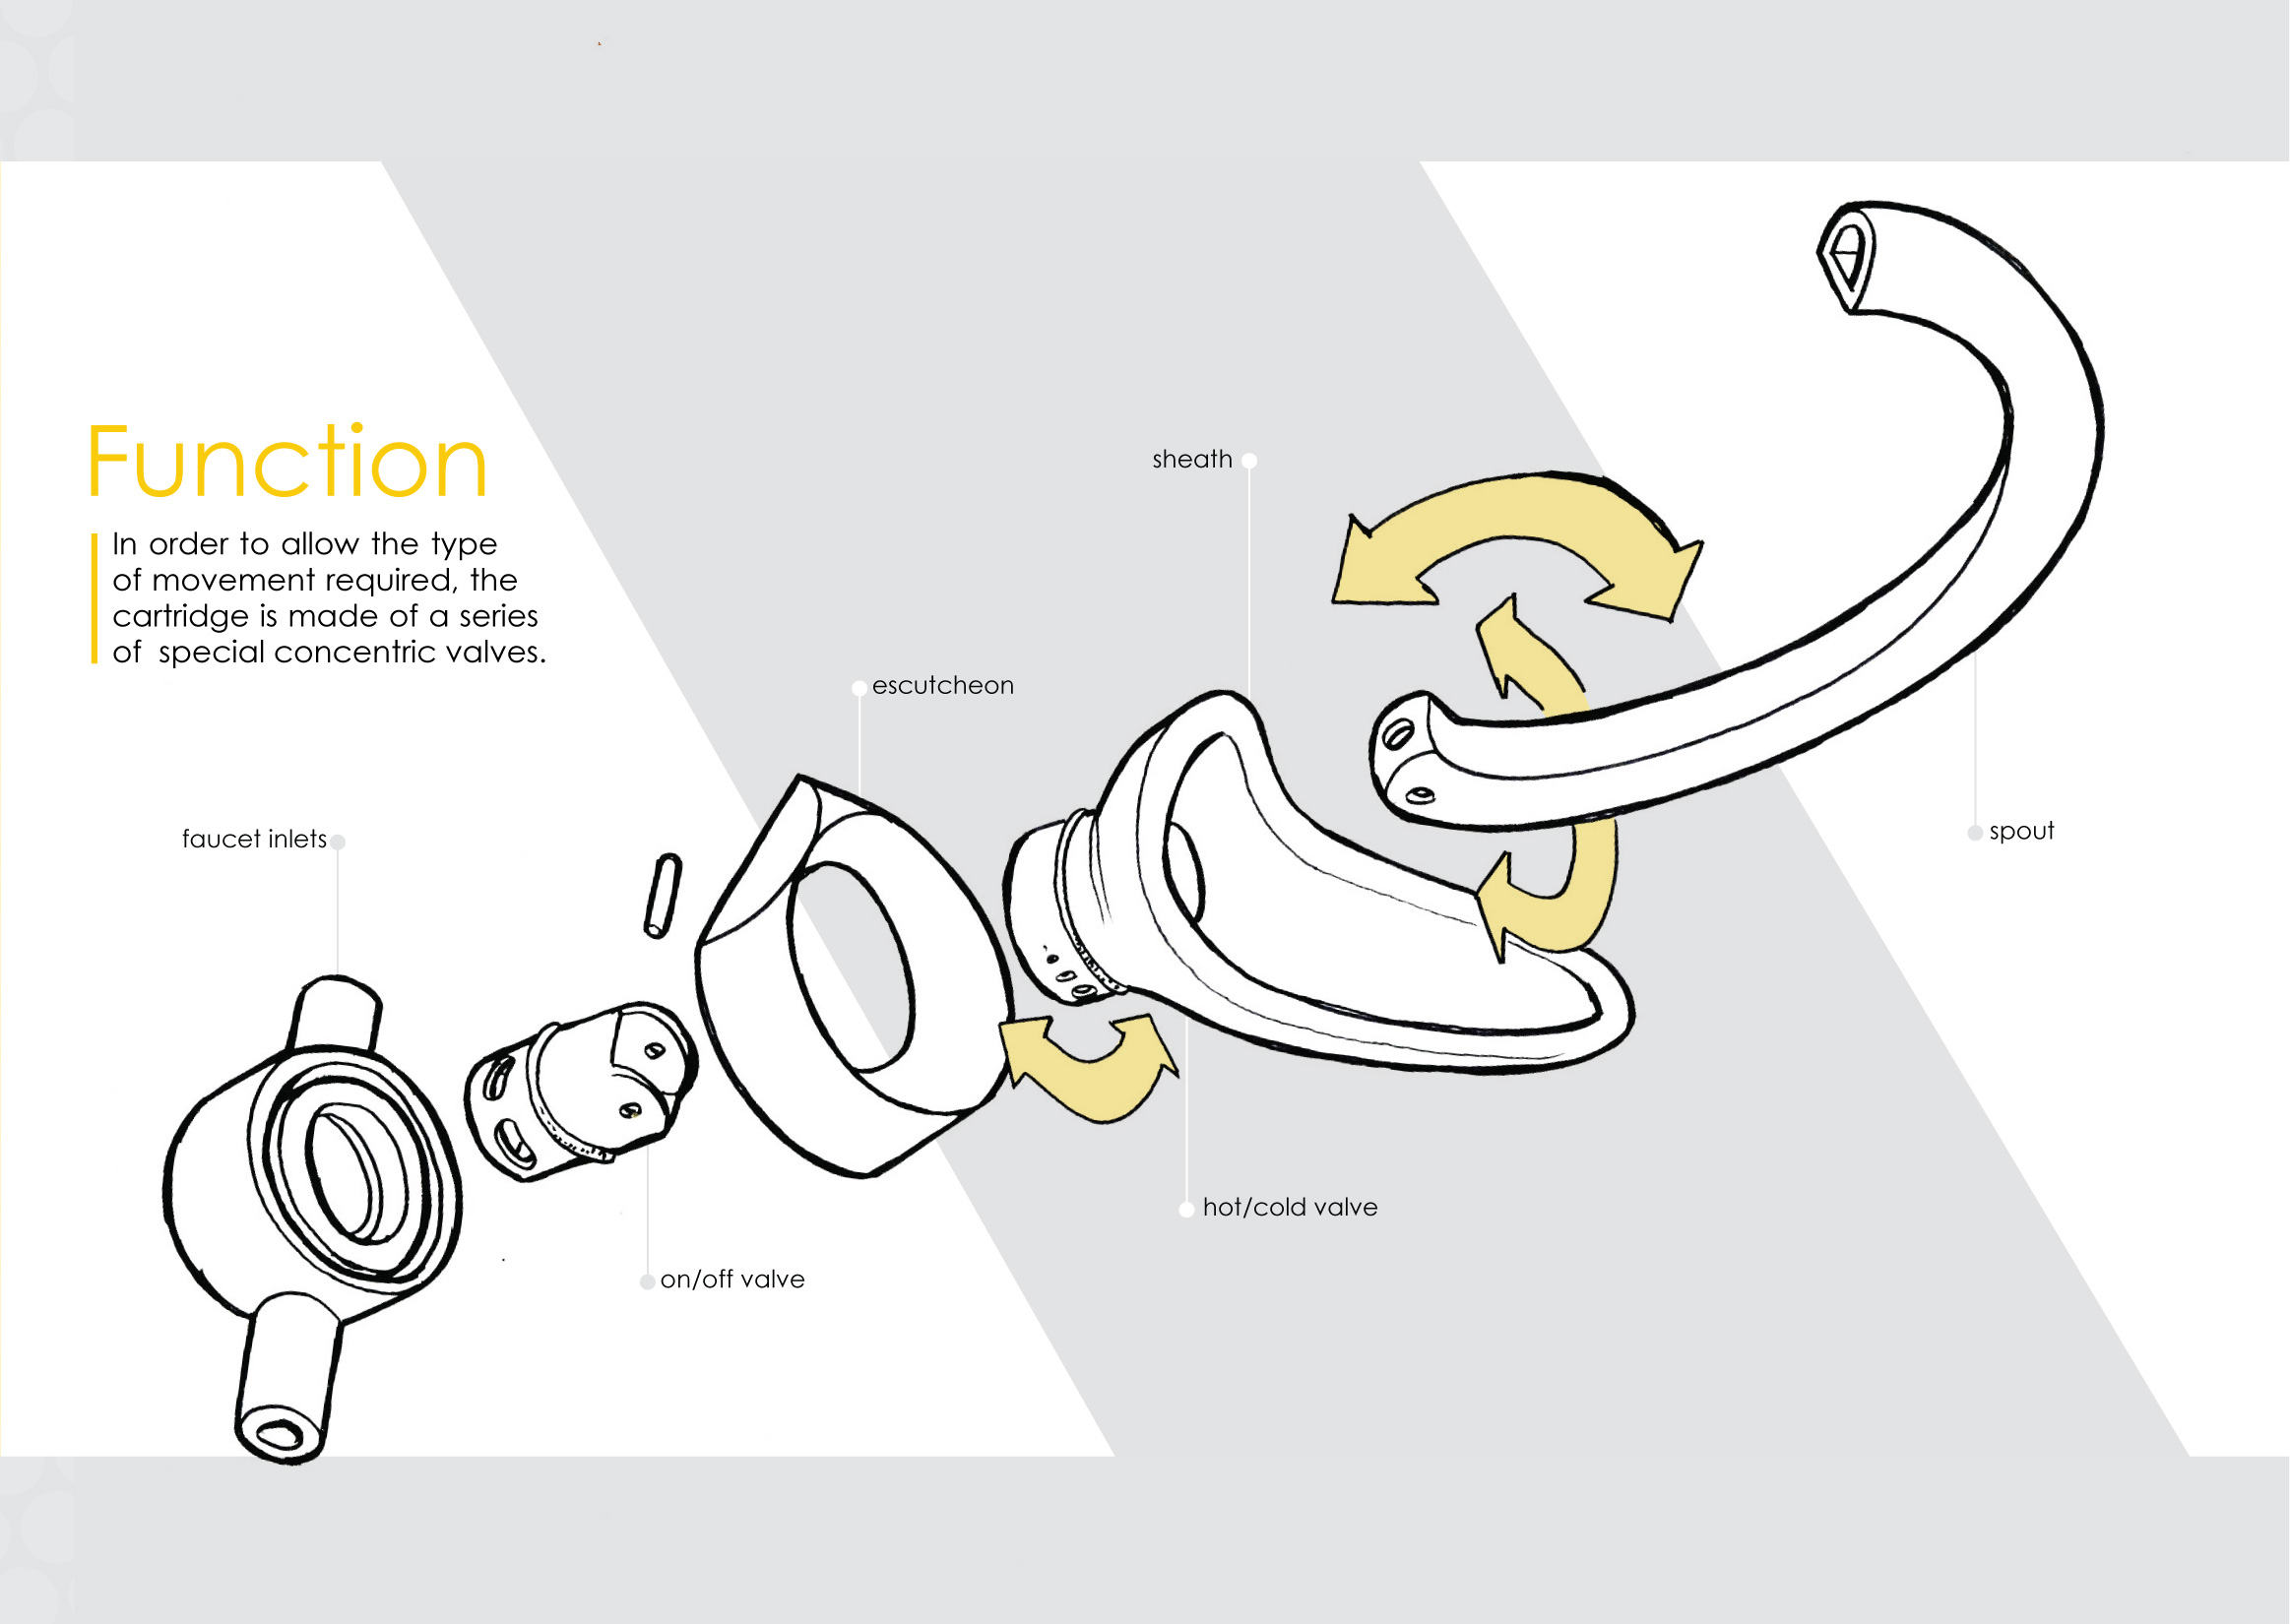 Function
In order to allow the type
of movement required, the
cartridge is made of a series
of special concentric valves.
sheath
escutcheon
faucet inlets
spout
hot/cold valve
on/off valve